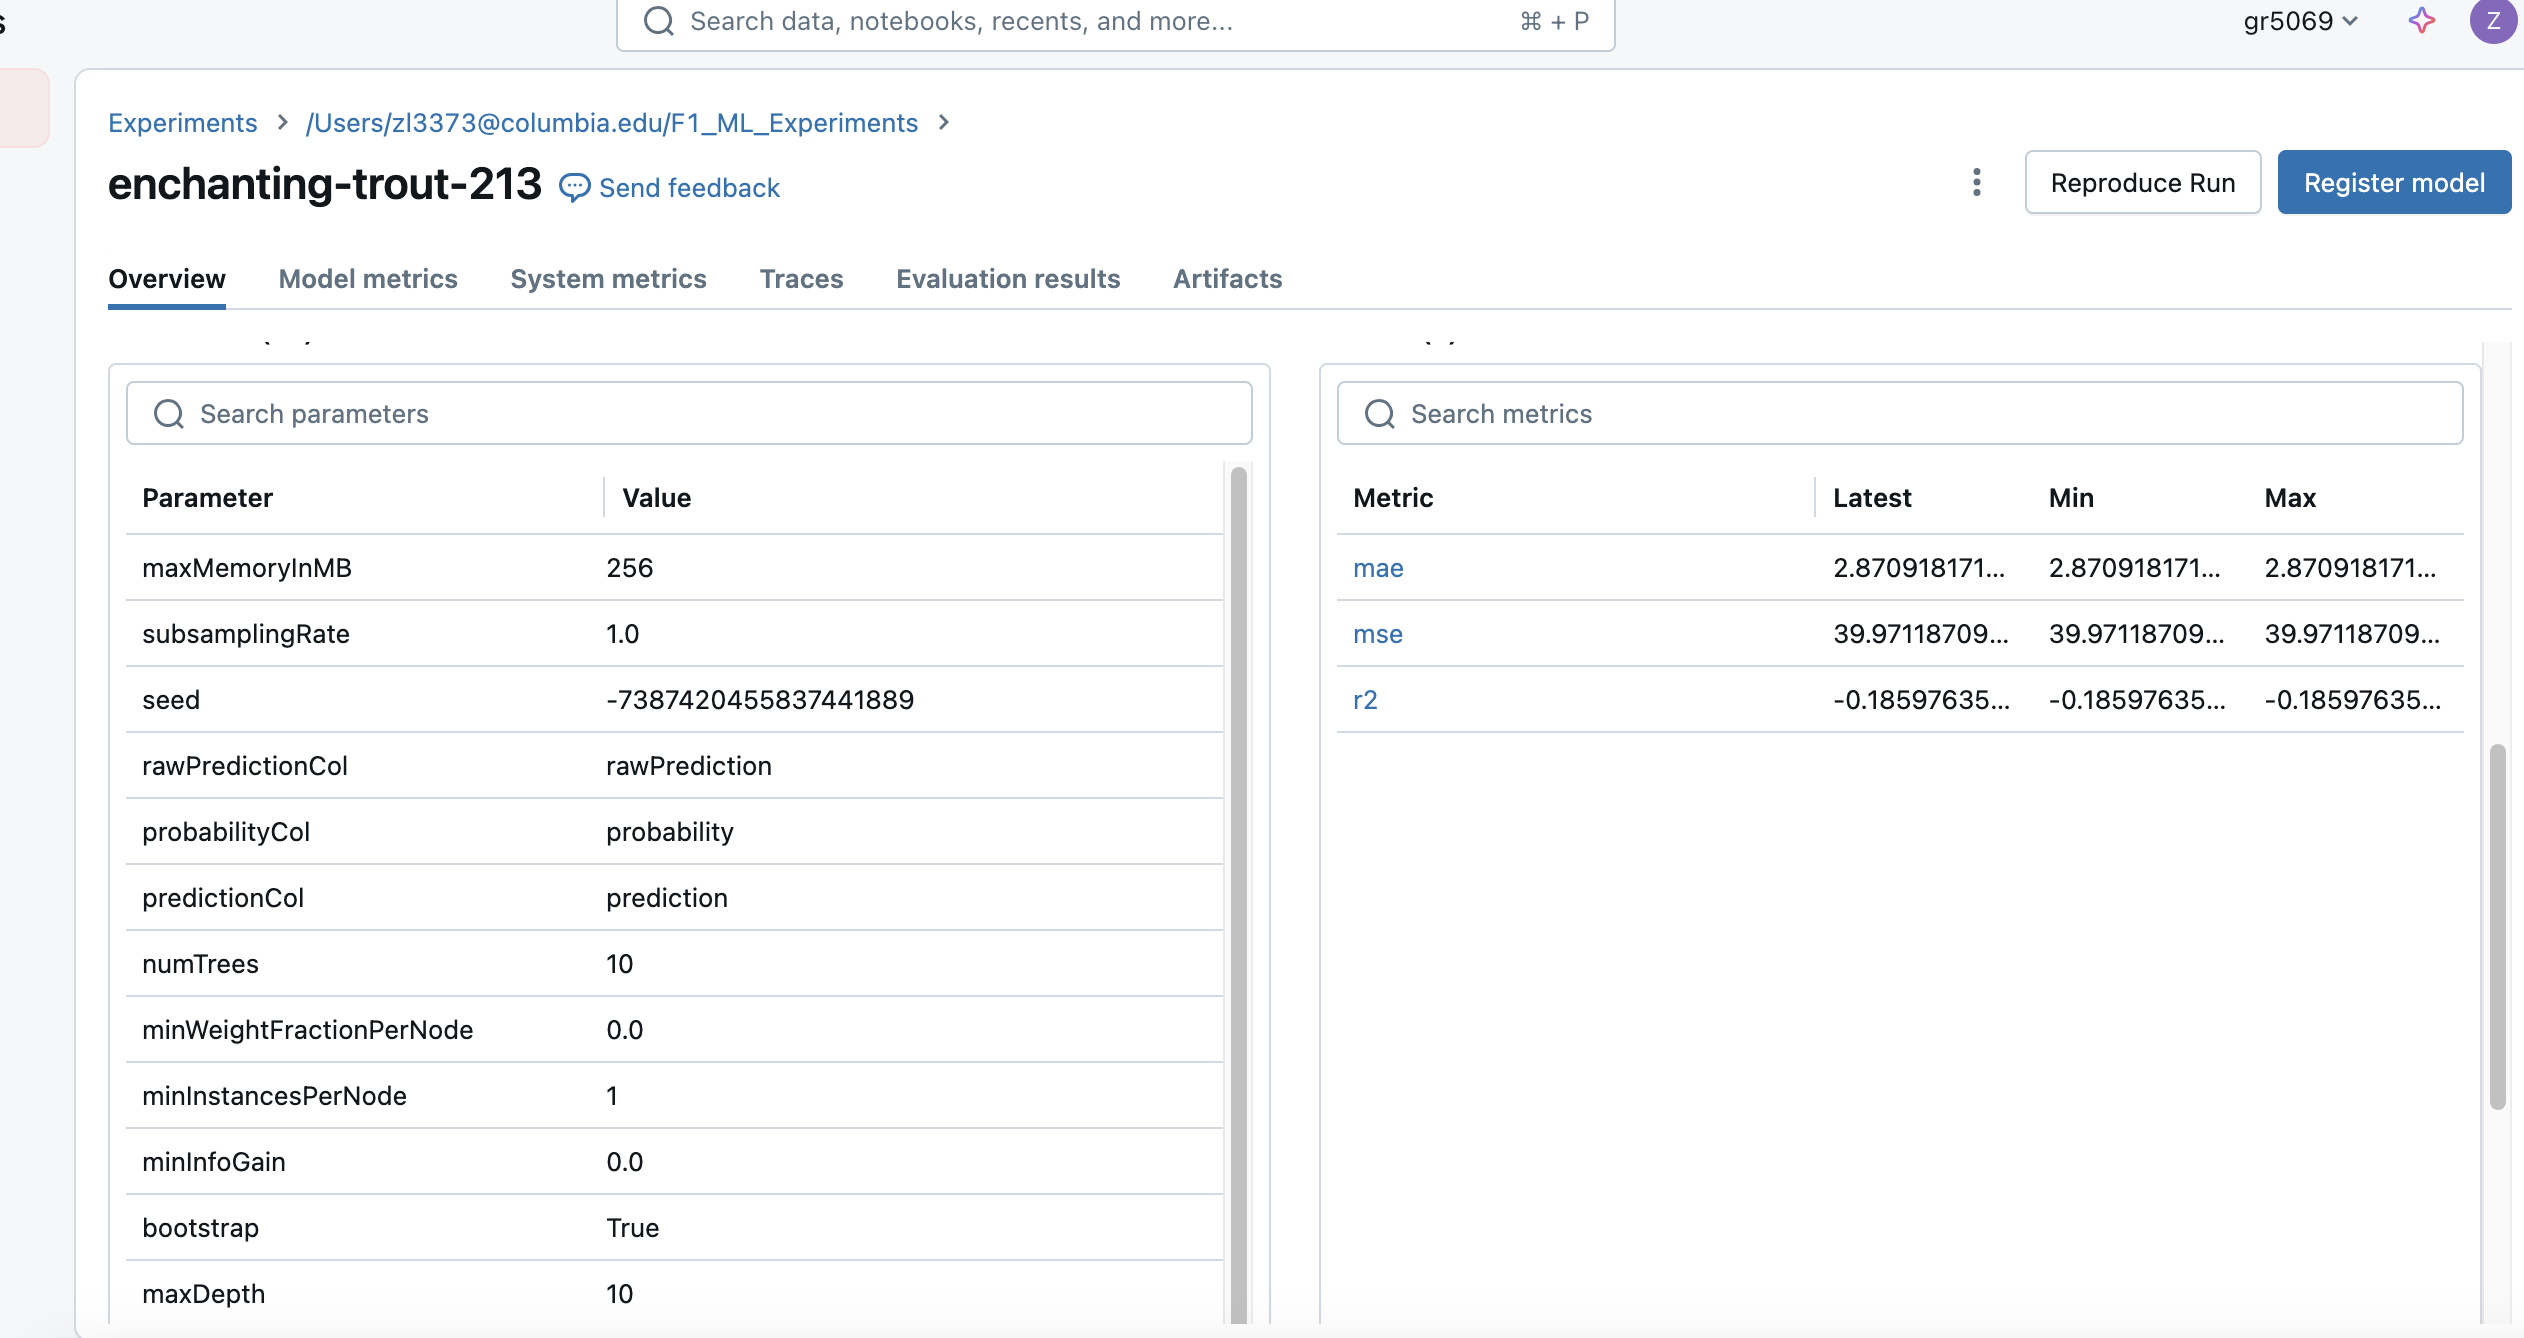 s
Search data, notebooks, recents, and more... ⌘ + P
gr5069
Z
Experiments > /Users/zl3373@columbia.edu/F1_ML_Experiments >
enchanting-trout-213 Send feedback
Reproduce Run
Register model
Overview Model metrics System metrics Traces Evaluation results Artifacts
Search parameters
Parameter Value
maxMemoryInMB 256
subsamplingRate 1.0
seed -7387420455837441889
rawPredictionCol rawPrediction
probabilityCol probability
predictionCol prediction
numTrees 10
minWeightFractionPerNode 0.0
minInstancesPerNode 1
minInfoGain 0.0
bootstrap True
maxDepth 10
Search metrics
Metric Latest Min Max
mae 2.870918171... 2.870918171... 2.870918171...
mse 39.97118709... 39.97118709... 39.97118709...
r2 -0.18597635... -0.18597635... -0.18597635...